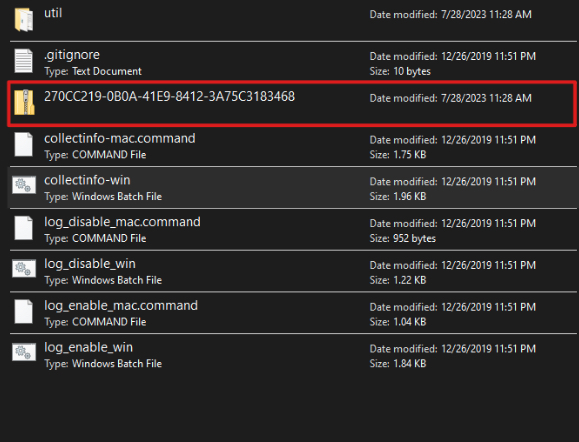 util Date modified: 7/28/2023 11:28 AM
.gitignore Date modified: 12/26/2019 11:51 PM
Type: Text Document Size: 10 bytes
270CC219-0B0A-41E9-8412-3A75C3183468 Date modified: 7/28/2023 11:28 AM
collectinfo-mac.command Date modified: 12/26/2019 11:51 PM
Type: COMMAND File Size: 1.75 KB
collectinfo-win Date modified: 12/26/2019 11:51 PM
Type: Windows Batch File Size: 1.96 KB
log_disable_mac.command Date modified: 12/26/2019 11:51 PM
Type: COMMAND File Size: 952 bytes
log_disable_win Date modified: 12/26/2019 11:51 PM
Type: Windows Batch File Size: 1.22 KB
log_enable_mac.command Date modified: 12/26/2019 11:51 PM
Type: COMMAND File Size: 1.04 KB
log_enable_win Date modified: 12/26/2019 11:51 PM
Type: Windows Batch File Size: 1.84 KB